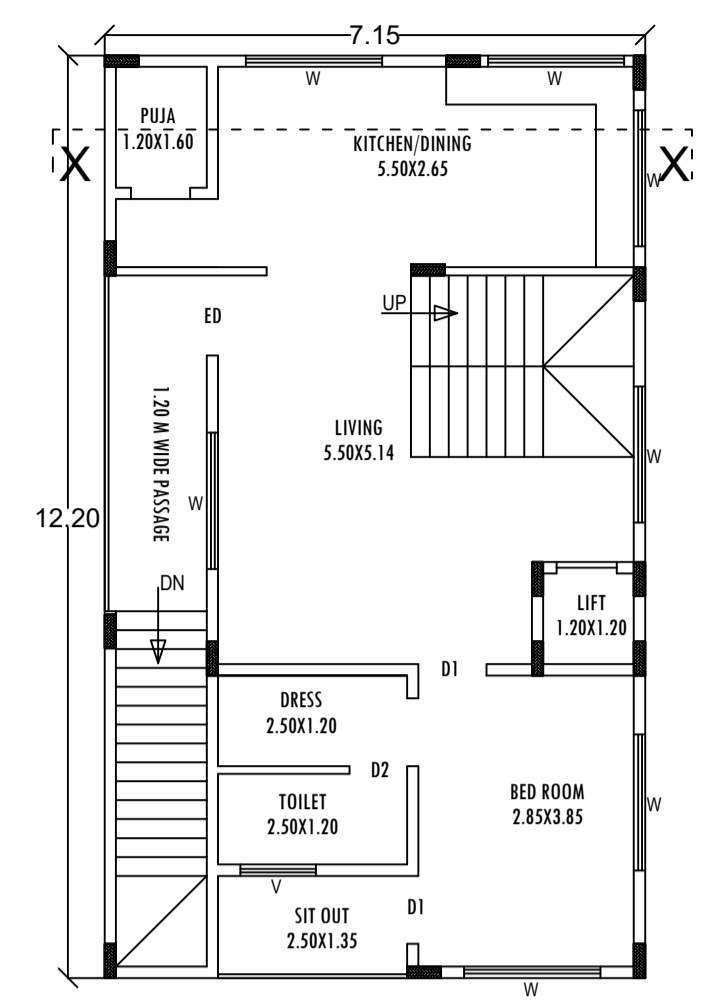 7.15
W
W
PUJA
1.20X1.60
KITCHEN/DINING
5.50X2.65
X
X
W
UP
ED
1.20 M WIDE PASSAGE
LIVING
5.50X5.14
W
W
12.20
DN
LIFT
1.20X1.20
D1
DRESS
2.50X1.20
D2
TOILET
2.50X1.20
BED ROOM
2.85X3.85
W
V
SIT OUT
2.50X1.35
D1
W